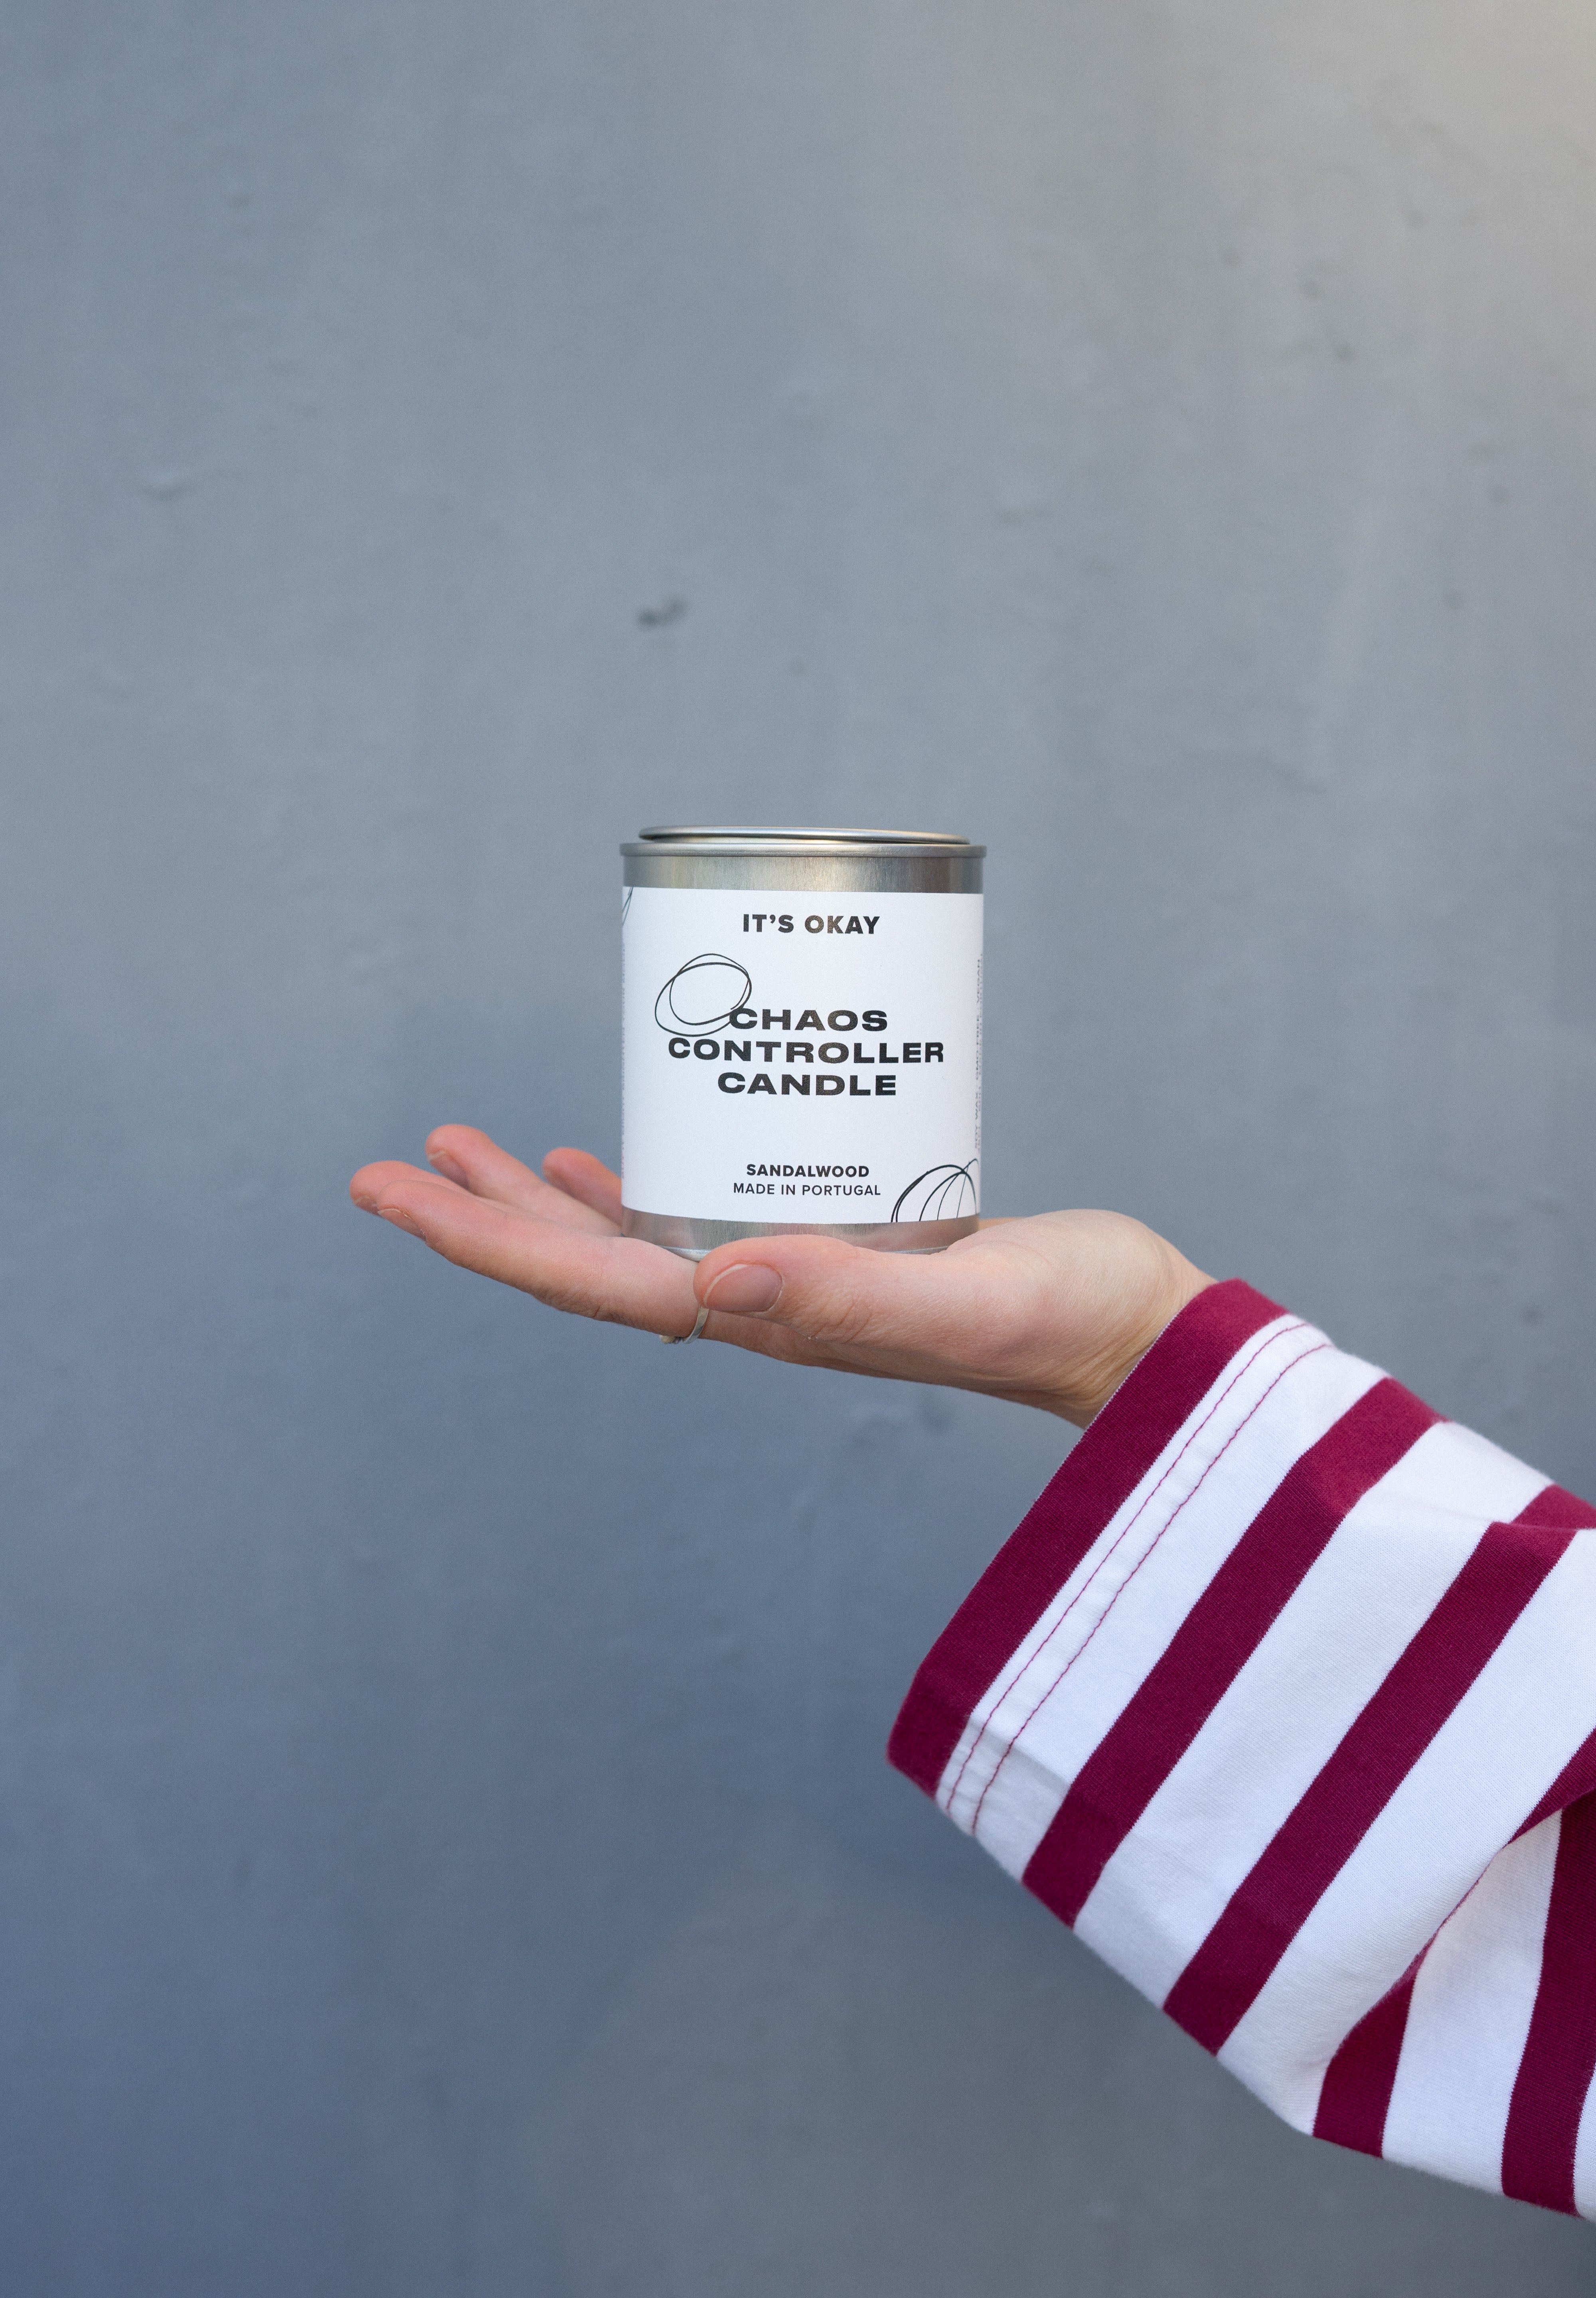 IT'S OKAY
CHAOS
CONTROLLER
CANDLE
SANDALWOOD
MADE IN PORTUGAL